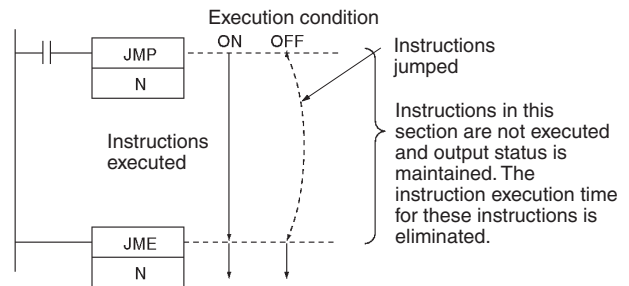 Execution condition
ON OFF
JMP
N
Instructions
jumped
Instructions
executed
Instructions in this
section are not executed
and output status is
maintained. The
instruction execution time
for these instructions is
eliminated.
JME
N